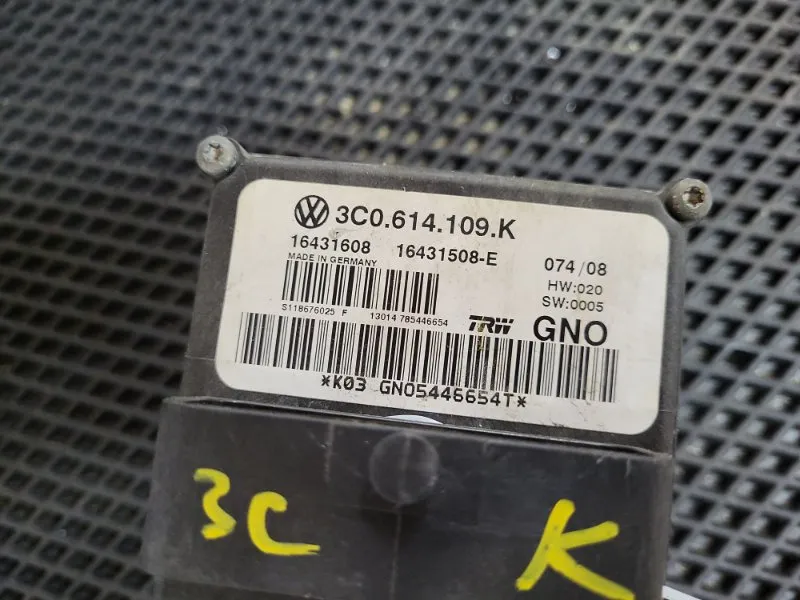 3C0.614.109.K
16431608 16431508-E 074/08
MADE IN GERMANY HW:020
SW:0005
S118676025 F 13014 785446654 TRW GNO
*K03 GNO5446654T*
3C K